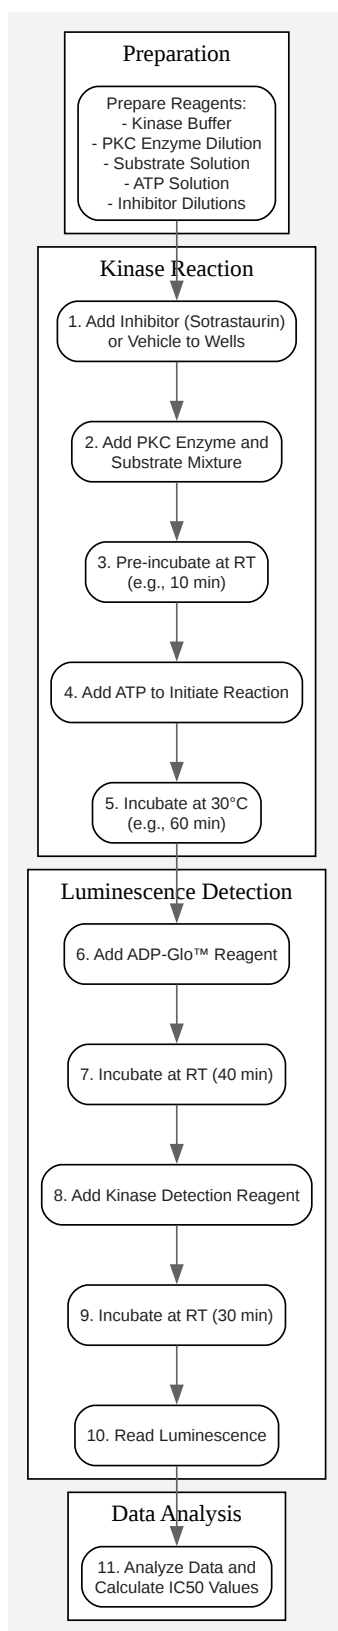 Preparation
Prepare Reagents:
- Kinase Buffer
- PKC Enzyme Dilution
- Substrate Solution
- ATP Solution
- Inhibitor Dilutions
Kinase Reaction
1. Add Inhibitor (Sotrastaurin)
or Vehicle to Wells
2. Add PKC Enzyme and
Substrate Mixture
3. Pre-incubate at RT
(e.g., 10 min)
4. Add ATP to Initiate Reaction
5. Incubate at 30°C
(e.g., 60 min)
Luminescence Detection
6. Add ADP-Glo™ Reagent
7. Incubate at RT (40 min)
8. Add Kinase Detection Reagent
9. Incubate at RT (30 min)
10. Read Luminescence
Data Analysis
11. Analyze Data and
Calculate IC50 Values